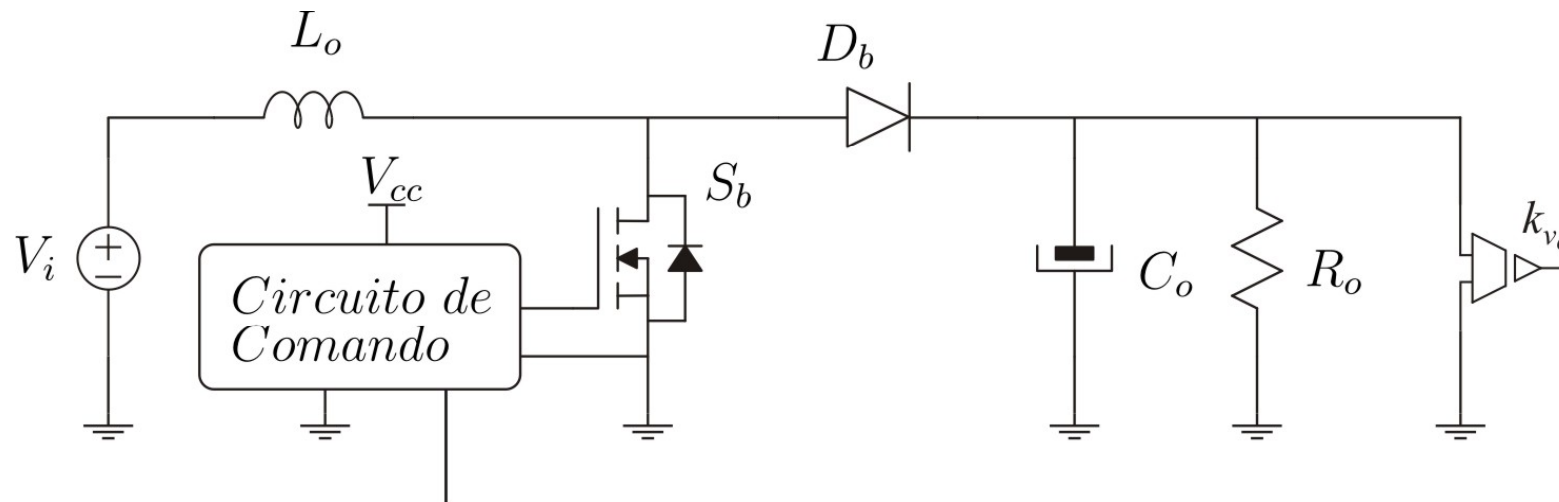 L_o
D_b
V_cc
S_b
V_i
Circuito de
Comando
C_o
R_o